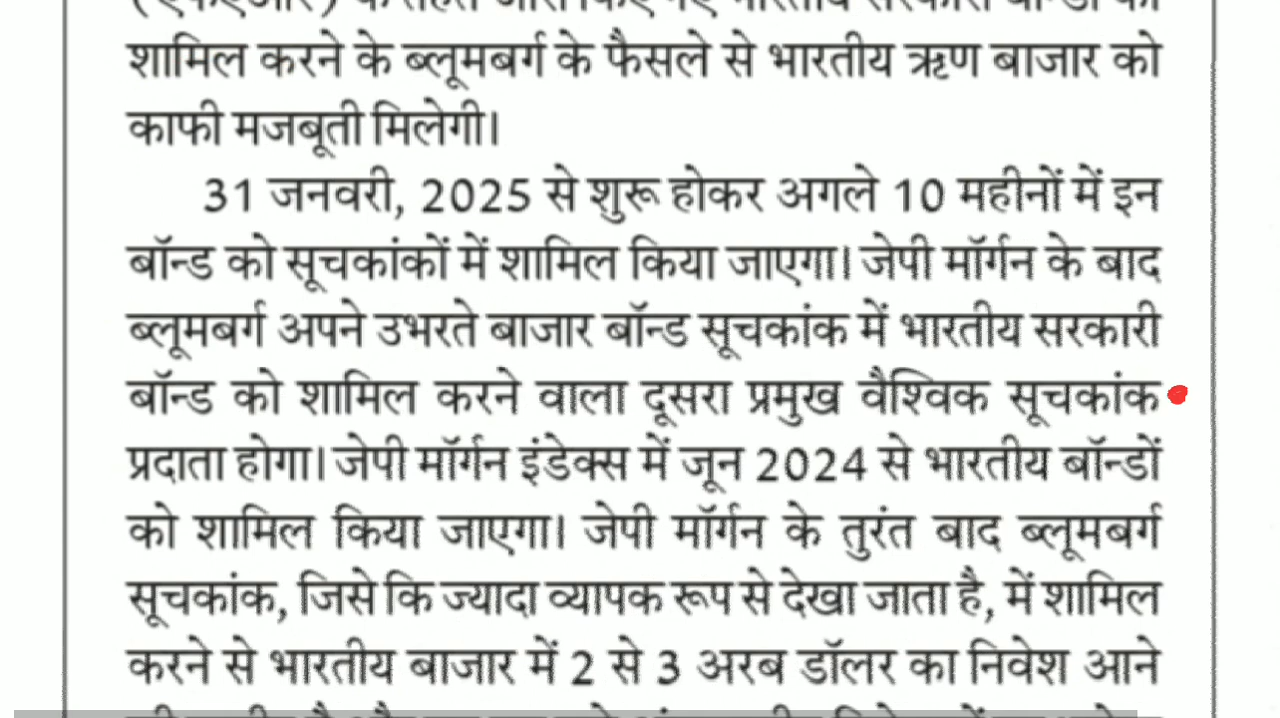 शामिल करने के ब्लूमबर्ग के फैसले से भारतीय ऋण बाजार को
काफी मजबूती मिलेगी।
31 जनवरी, 2025 से शुरू होकर अगले 10 महीनों में इन
बॉन्ड को सूचकांकों में शामिल किया जाएगा। जेपी मॉर्गन के बाद
ब्लूमबर्ग अपने उभरते बाजार बॉन्ड सूचकांक में भारतीय सरकारी
बॉन्ड को शामिल करने वाला दूसरा प्रमुख वैश्विक सूचकांक
प्रदाता होगा। जेपी मॉर्गन इंडेक्स में जून 2024 से भारतीय बॉन्डों
को शामिल किया जाएगा। जेपी मॉर्गन के तुरंत बाद ब्लूमबर्ग
सूचकांक, जिसे कि ज्यादा व्यापक रूप से देखा जाता है, में शामिल
करने से भारतीय बाजार में 2 से 3 अरब डॉलर का निवेश आने